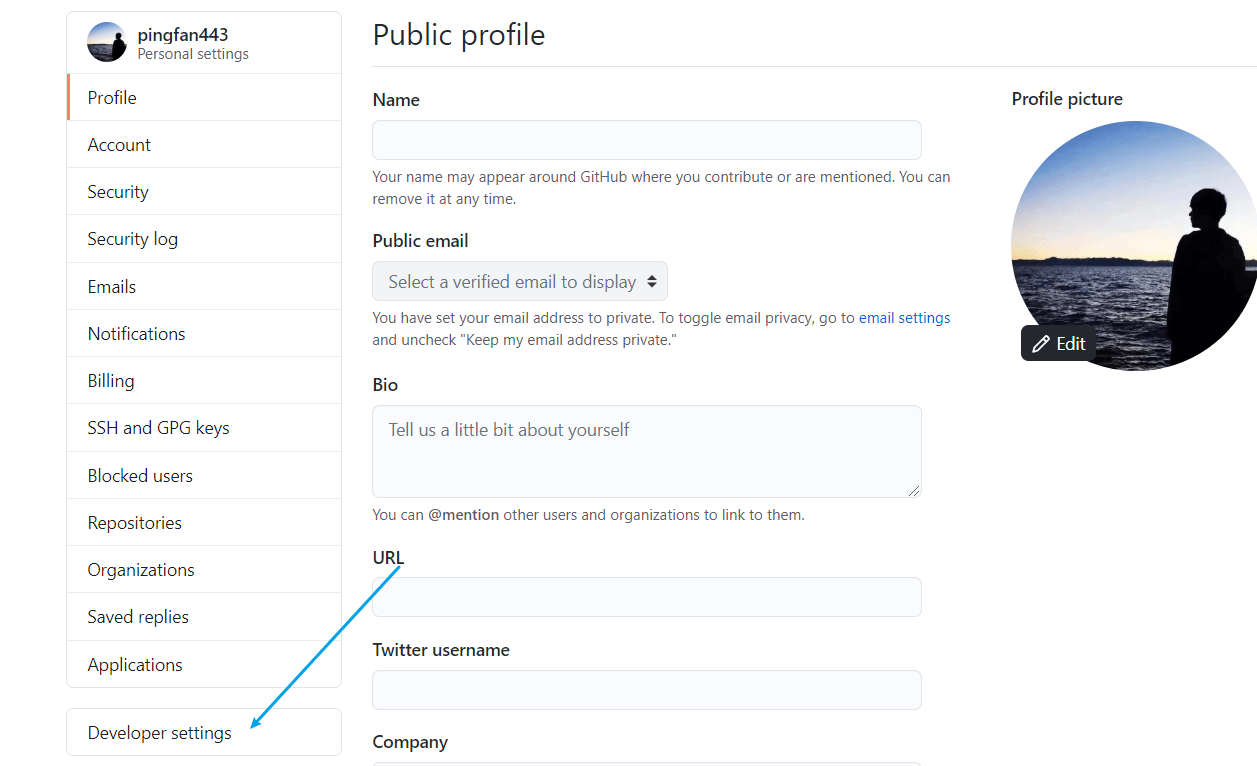 pingfan443
Personal settings
Profile
Account
Security
Security log
Emails
Notifications
Billing
SSH and GPG keys
Blocked users
Repositories
Organizations
Saved replies
Applications
Developer settings
Public profile
Name
Your name may appear around GitHub where you contribute or are mentioned. You can
remove it at any time.
Public email
Select a verified email to display
You have set your email address to private. To toggle email privacy, go to email settings
and uncheck "Keep my email address private."
Bio
Tell us a little bit about yourself
You can @mention other users and organizations to link to them.
URL
Twitter username
Company
Profile picture
Edit